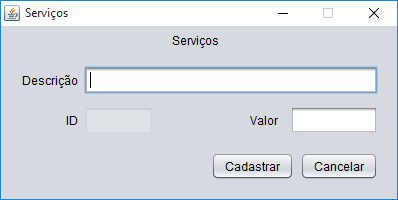 Serviços
Serviços
Descrição
ID Valor
Cadastrar Cancelar